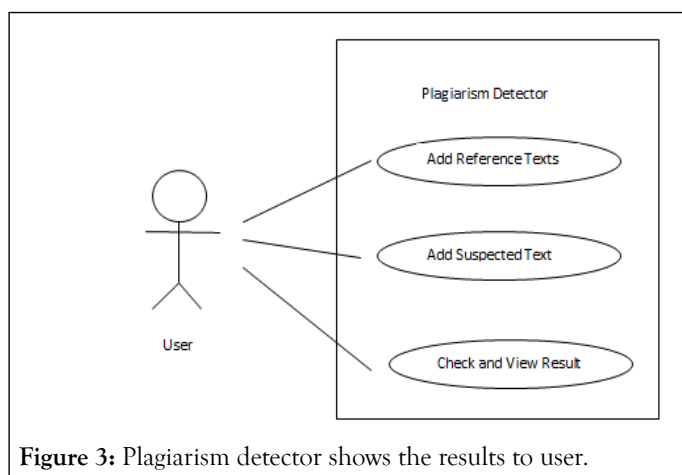 Plagiarism Detector
Add Reference Texts
Add Suspected Text
User
Check and View Result
Figure 3: Plagiarism detector shows the results to user.